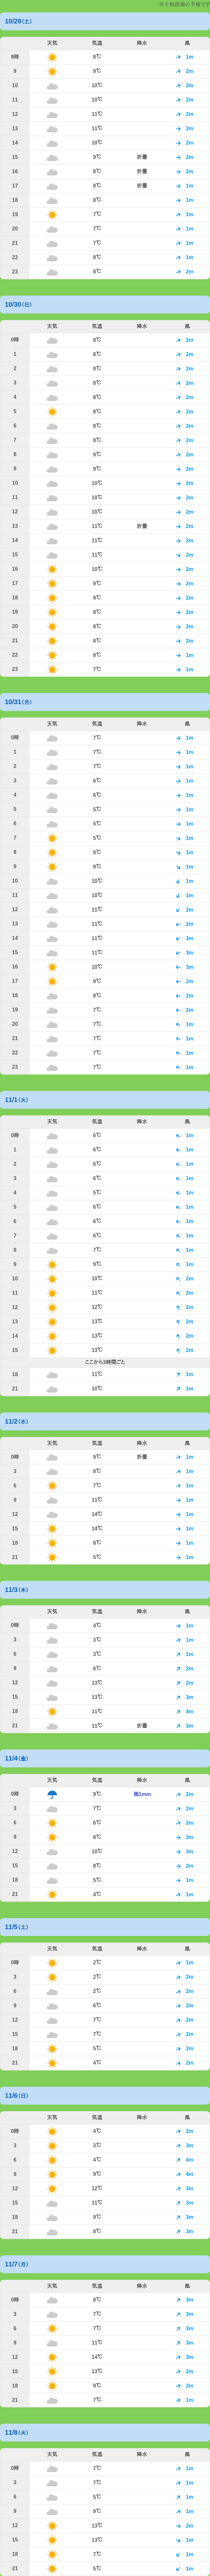 ※十和田湖の予報です
10/29(土)
天気 気温 降水 風
8時 8℃ 1m
9 9℃ 2m
10 10℃ 2m
11 10℃ 2m
12 11℃ 2m
13 11℃ 2m
14 10℃ 2m
15 9℃ 折畳 2m
16 8℃ 折畳 2m
17 8℃ 折畳 1m
18 8℃ 1m
19 7℃ 1m
20 7℃ 1m
21 7℃ 1m
22 8℃ 1m
23 8℃ 2m
10/30(日)
天気 気温 降水 風
0時 8℃ 2m
1 8℃ 2m
2 8℃ 2m
3 8℃ 2m
4 8℃ 2m
5 8℃ 2m
6 8℃ 2m
7 8℃ 2m
8 9℃ 2m
9 9℃ 2m
10 10℃ 2m
11 10℃ 2m
12 10℃ 2m
13 11℃ 折畳 2m
14 11℃ 2m
15 11℃ 2m
16 10℃ 2m
17 9℃ 2m
18 9℃ 2m
19 8℃ 2m
20 8℃ 2m
21 8℃ 2m
22 8℃ 1m
23 7℃ 1m
10/31(月)
天気 気温 降水 風
0時 7℃ 1m
1 7℃ 1m
2 7℃ 1m
3 6℃ 1m
4 6℃ 1m
5 5℃ 1m
6 5℃ 1m
7 5℃ 1m
8 8℃ 1m
9 9℃ 1m
10 10℃ 1m
11 10℃ 1m
12 11℃ 2m
13 11℃ 2m
14 11℃ 3m
15 11℃ 3m
16 10℃ 3m
17 9℃ 2m
18 8℃ 2m
19 7℃ 2m
20 7℃ 1m
21 7℃ 1m
22 7℃ 1m
23 7℃ 1m
11/1(火)
天気 気温 降水 風
0時 6℃ 1m
1 6℃ 1m
2 6℃ 1m
3 6℃ 1m
4 5℃ 1m
5 6℃ 1m
6 6℃ 1m
7 6℃ 1m
8 7℃ 1m
9 9℃ 1m
10 10℃ 2m
11 11℃ 2m
12 12℃ 2m
13 13℃ 2m
14 13℃ 2m
15 13℃ 2m
ここから3時間ごと
18 11℃ 1m
21 10℃ 1m
11/2(水)
天気 気温 降水 風
0時 9℃ 折畳 1m
3 8℃ 1m
6 7℃ 1m
9 11℃ 1m
12 14℃ 1m
15 14℃ 1m
18 8℃ 1m
21 5℃ 1m
11/3(木)
天気 気温 降水 風
0時 4℃ 1m
3 3℃ 1m
6 3℃ 1m
9 6℃ 2m
12 13℃ 2m
15 13℃ 3m
18 11℃ 4m
21 11℃ 折畳 3m
11/4(金)
天気 気温 降水 風
0時 9℃ 雨1mm 2m
3 7℃ 2m
6 6℃ 2m
9 8℃ 3m
12 10℃ 3m
15 8℃ 2m
18 5℃ 1m
21 4℃ 1m
11/5(土)
天気 気温 降水 風
0時 2℃ 1m
3 2℃ 2m
6 2℃ 2m
9 6℃ 2m
12 7℃ 2m
15 7℃ 2m
18 5℃ 2m
21 4℃ 2m
11/6(日)
天気 気温 降水 風
0時 4℃ 2m
3 3℃ 3m
6 4℃ 4m
9 9℃ 4m
12 12℃ 3m
15 11℃ 3m
18 9℃ 3m
21 8℃ 3m
11/7(月)
天気 気温 降水 風
0時 8℃ 3m
3 7℃ 3m
6 7℃ 3m
9 11℃ 3m
12 14℃ 3m
15 13℃ 2m
18 9℃ 2m
21 7℃ 1m
11/8(火)
天気 気温 降水 風
0時 7℃ 1m
3 7℃ 1m
6 5℃ 1m
9 9℃ 1m
12 13℃ 2m
15 13℃ 1m
18 7℃ 1m
21 5℃ 1m